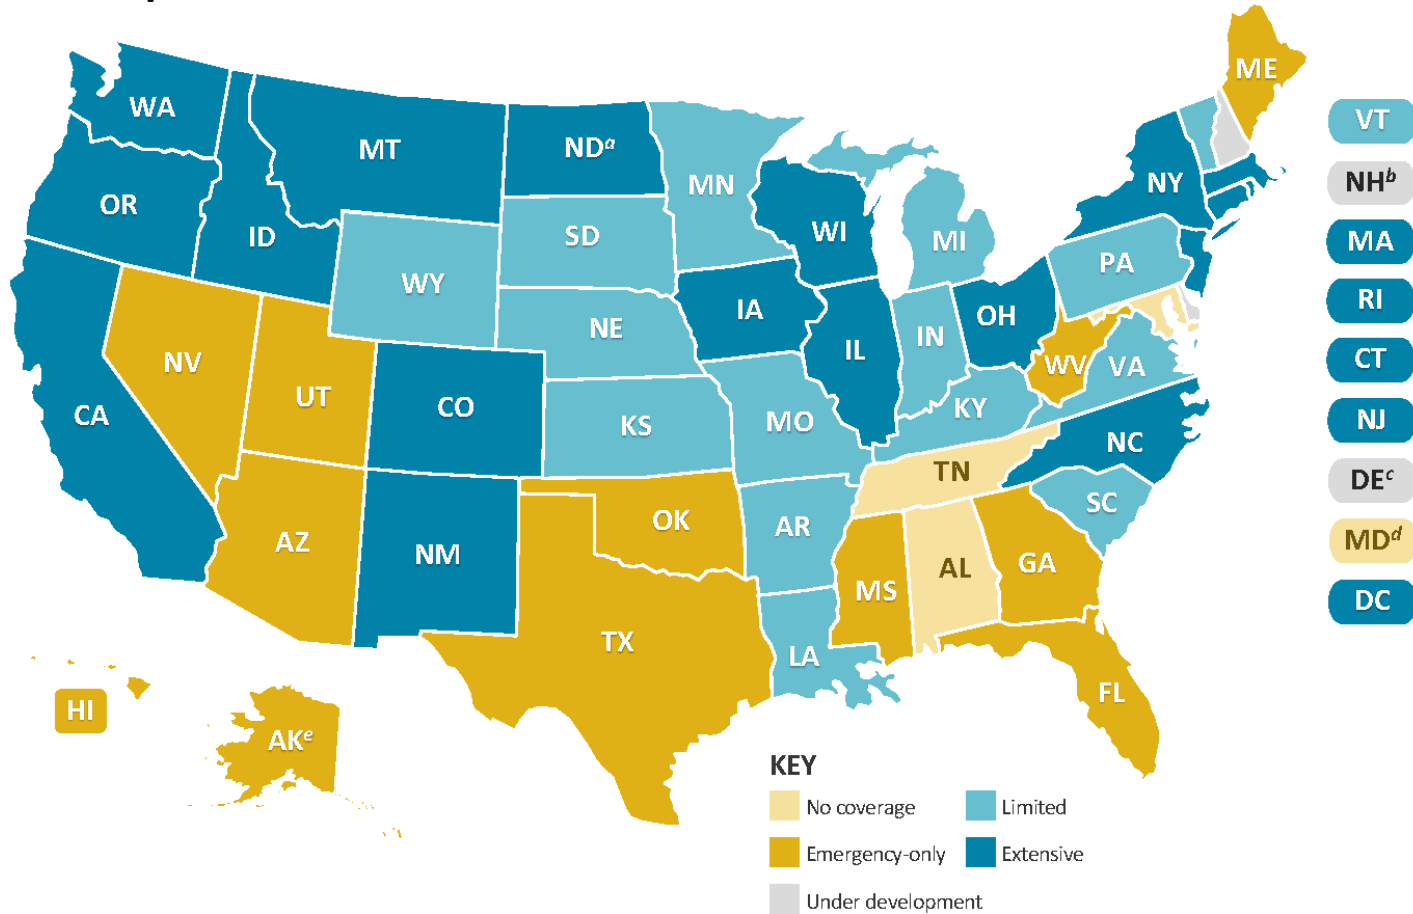 ME
WA
VT
MT
NDᵃ
MN
NY
NHᵇ
OR
ID
SD
WI
MI
MA
WY
PA
RI
NE
IA
OH
IN
IL
NV
WV
VA
CT
UT
CO
KS
MO
KY
CA
NJ
NC
TN
DEᶜ
SC
OK
AR
AZ
NM
AL
GA
MDᵈ
MS
DC
TX
LA
FL
HI
AKᵉ
KEY
No coverage
Limited
Emergency-only
Extensive
Under development